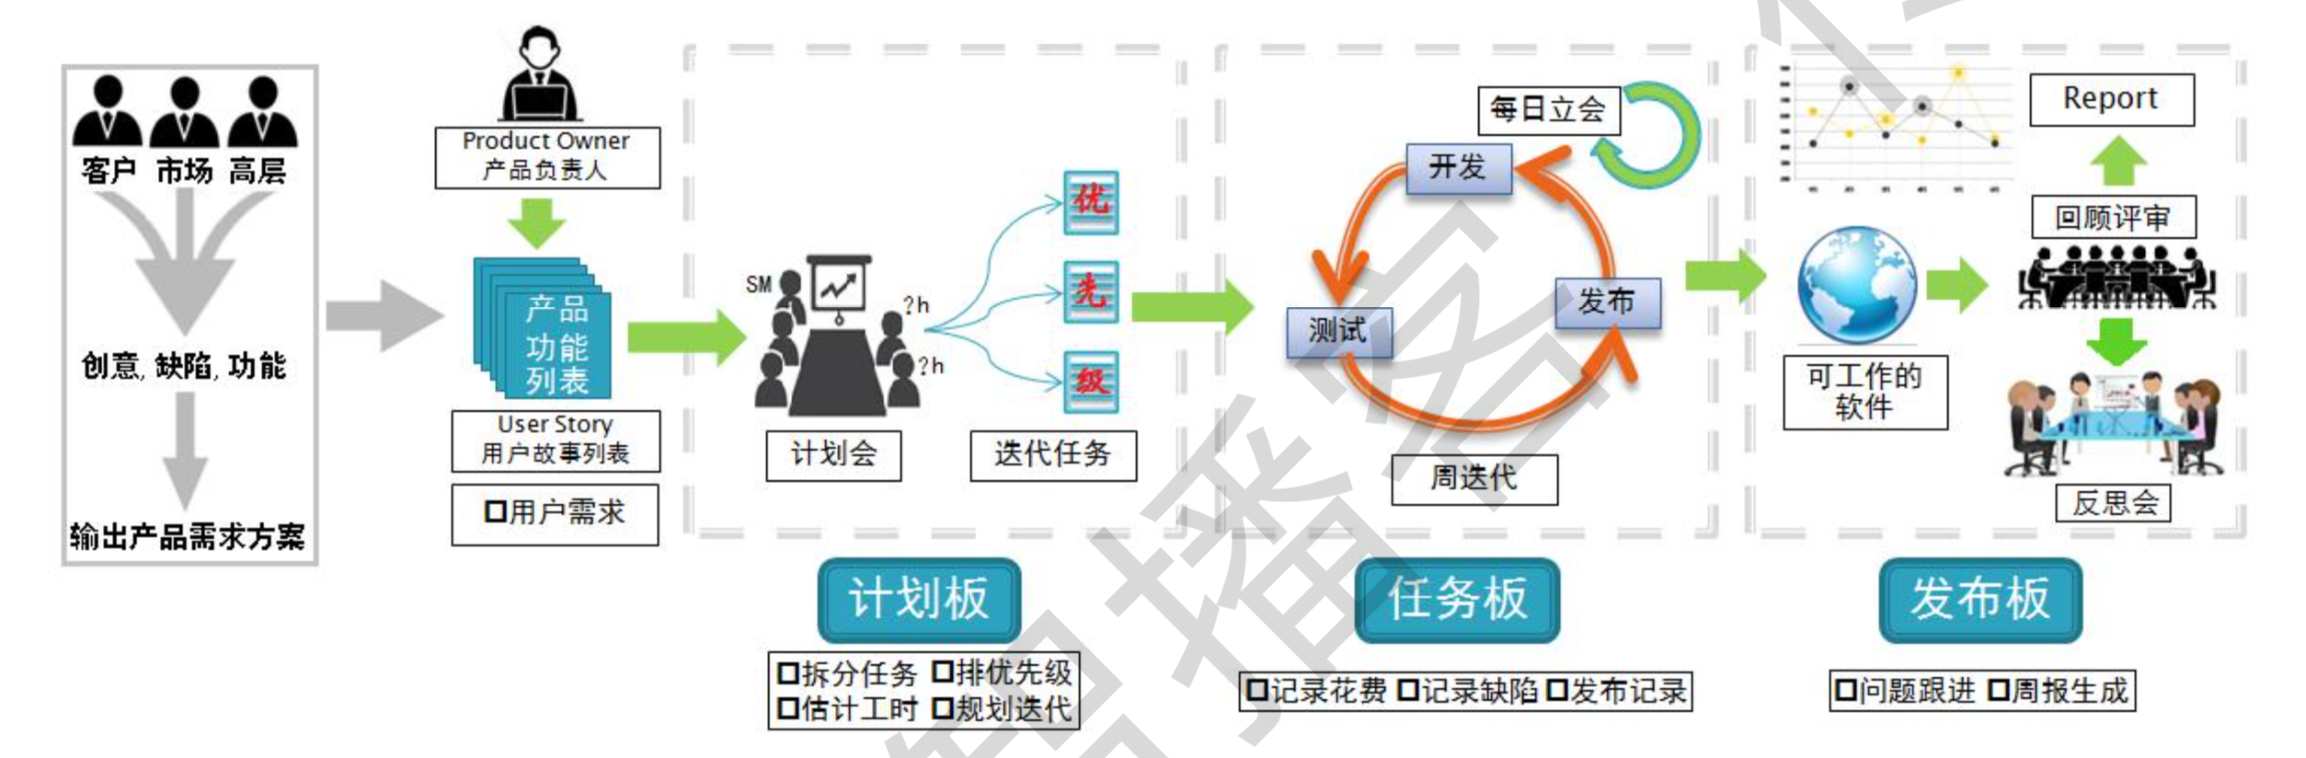 客户 市场 高层
创意, 缺陷, 功能
输出产品需求方案
Product Owner
产品负责人
产品
功能
列表
User Story
用户故事列表
用户需求
SM
?h
?h
计划会
优
先
级
迭代任务
计划板
拆分任务 排优先级
估计工时 规划迭代
每日立会
开发
测试
发布
周迭代
任务板
记录花费 记录缺陷 发布记录
Report
回顾评审
可工作的
软件
反思会
发布板
问题跟进 周报生成